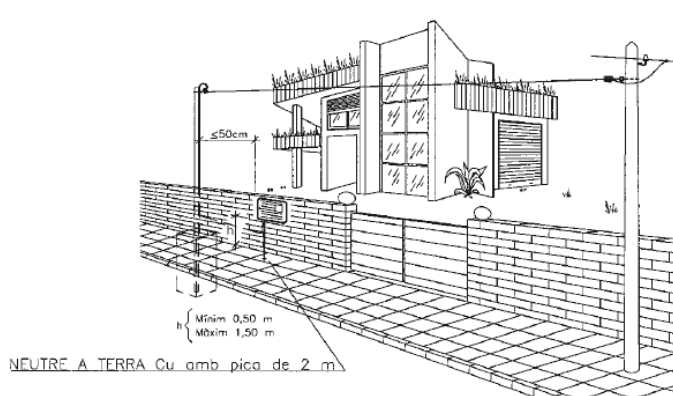 ≤50cm
h
h { Mínim 0,50 m
Màxim 1,50 m
NEUTRE A TERRA Cu amb pica de 2 m